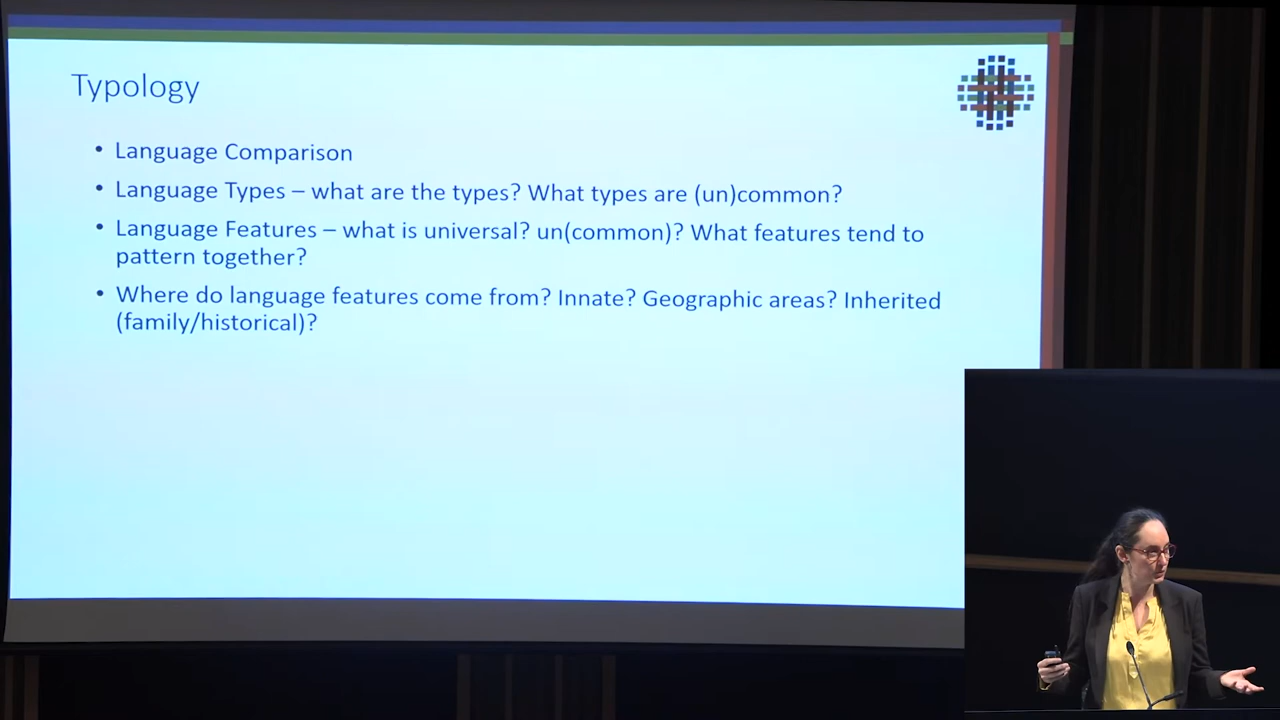 Typology
• Language Comparison
• Language Types – what are the types? What types are (un)common?
• Language Features – what is universal? un(common)? What features tend to
pattern together?
• Where do language features come from? Innate? Geographic areas? Inherited
(family/historical)?